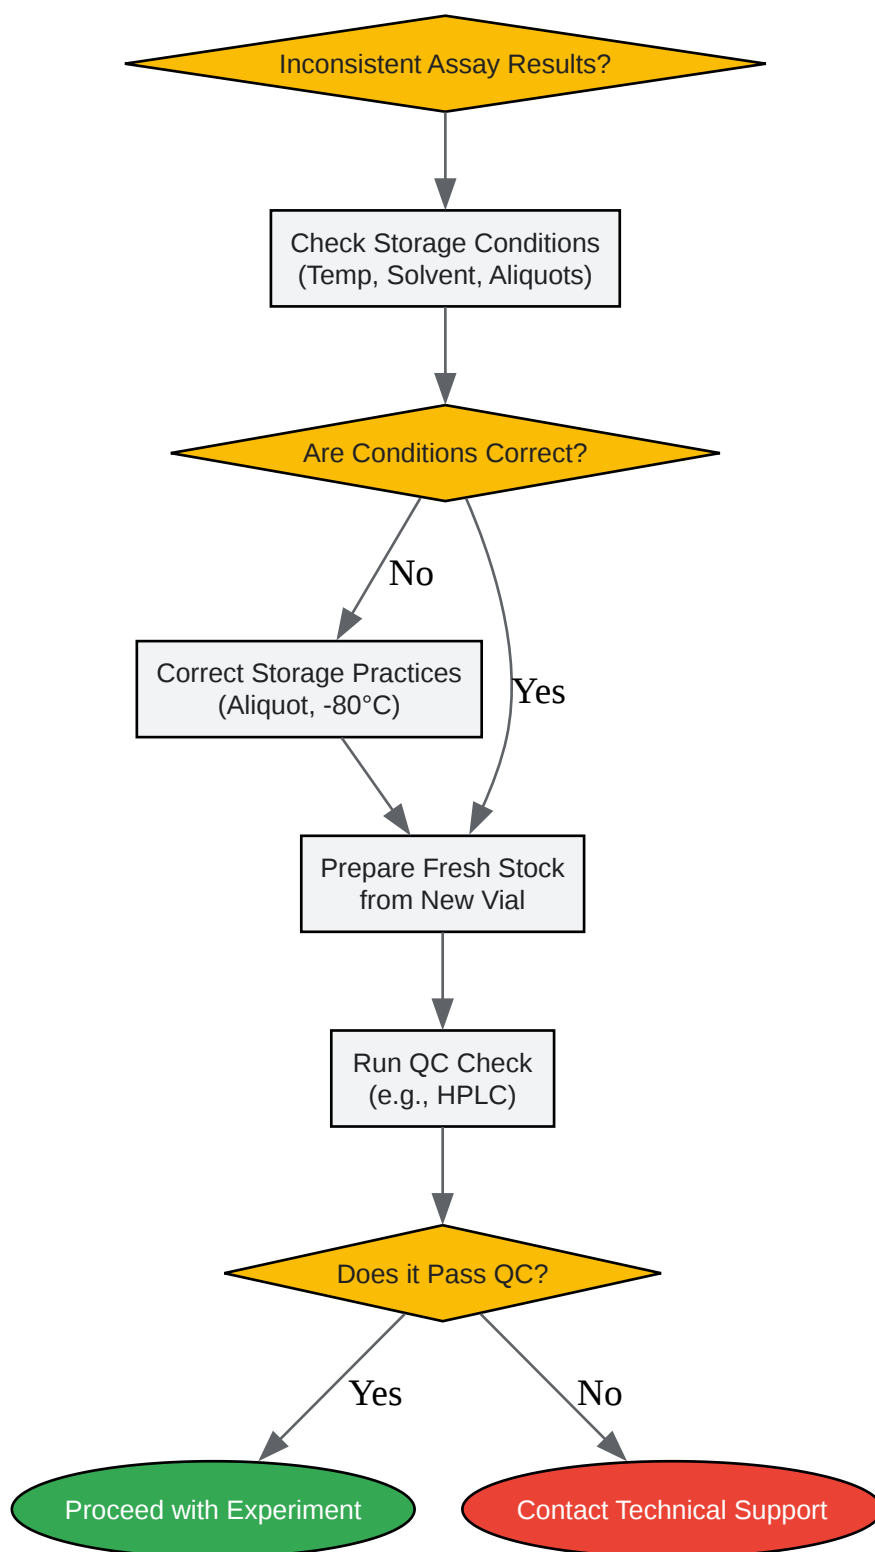 Inconsistent Assay Results?
Check Storage Conditions
(Temp, Solvent, Aliquots)
Are Conditions Correct?
No
Correct Storage Practices
(Aliquot, -80°C)
Yes
Prepare Fresh Stock
from New Vial
Run QC Check
(e.g., HPLC)
Does it Pass QC?
Yes
No
Proceed with Experiment
Contact Technical Support